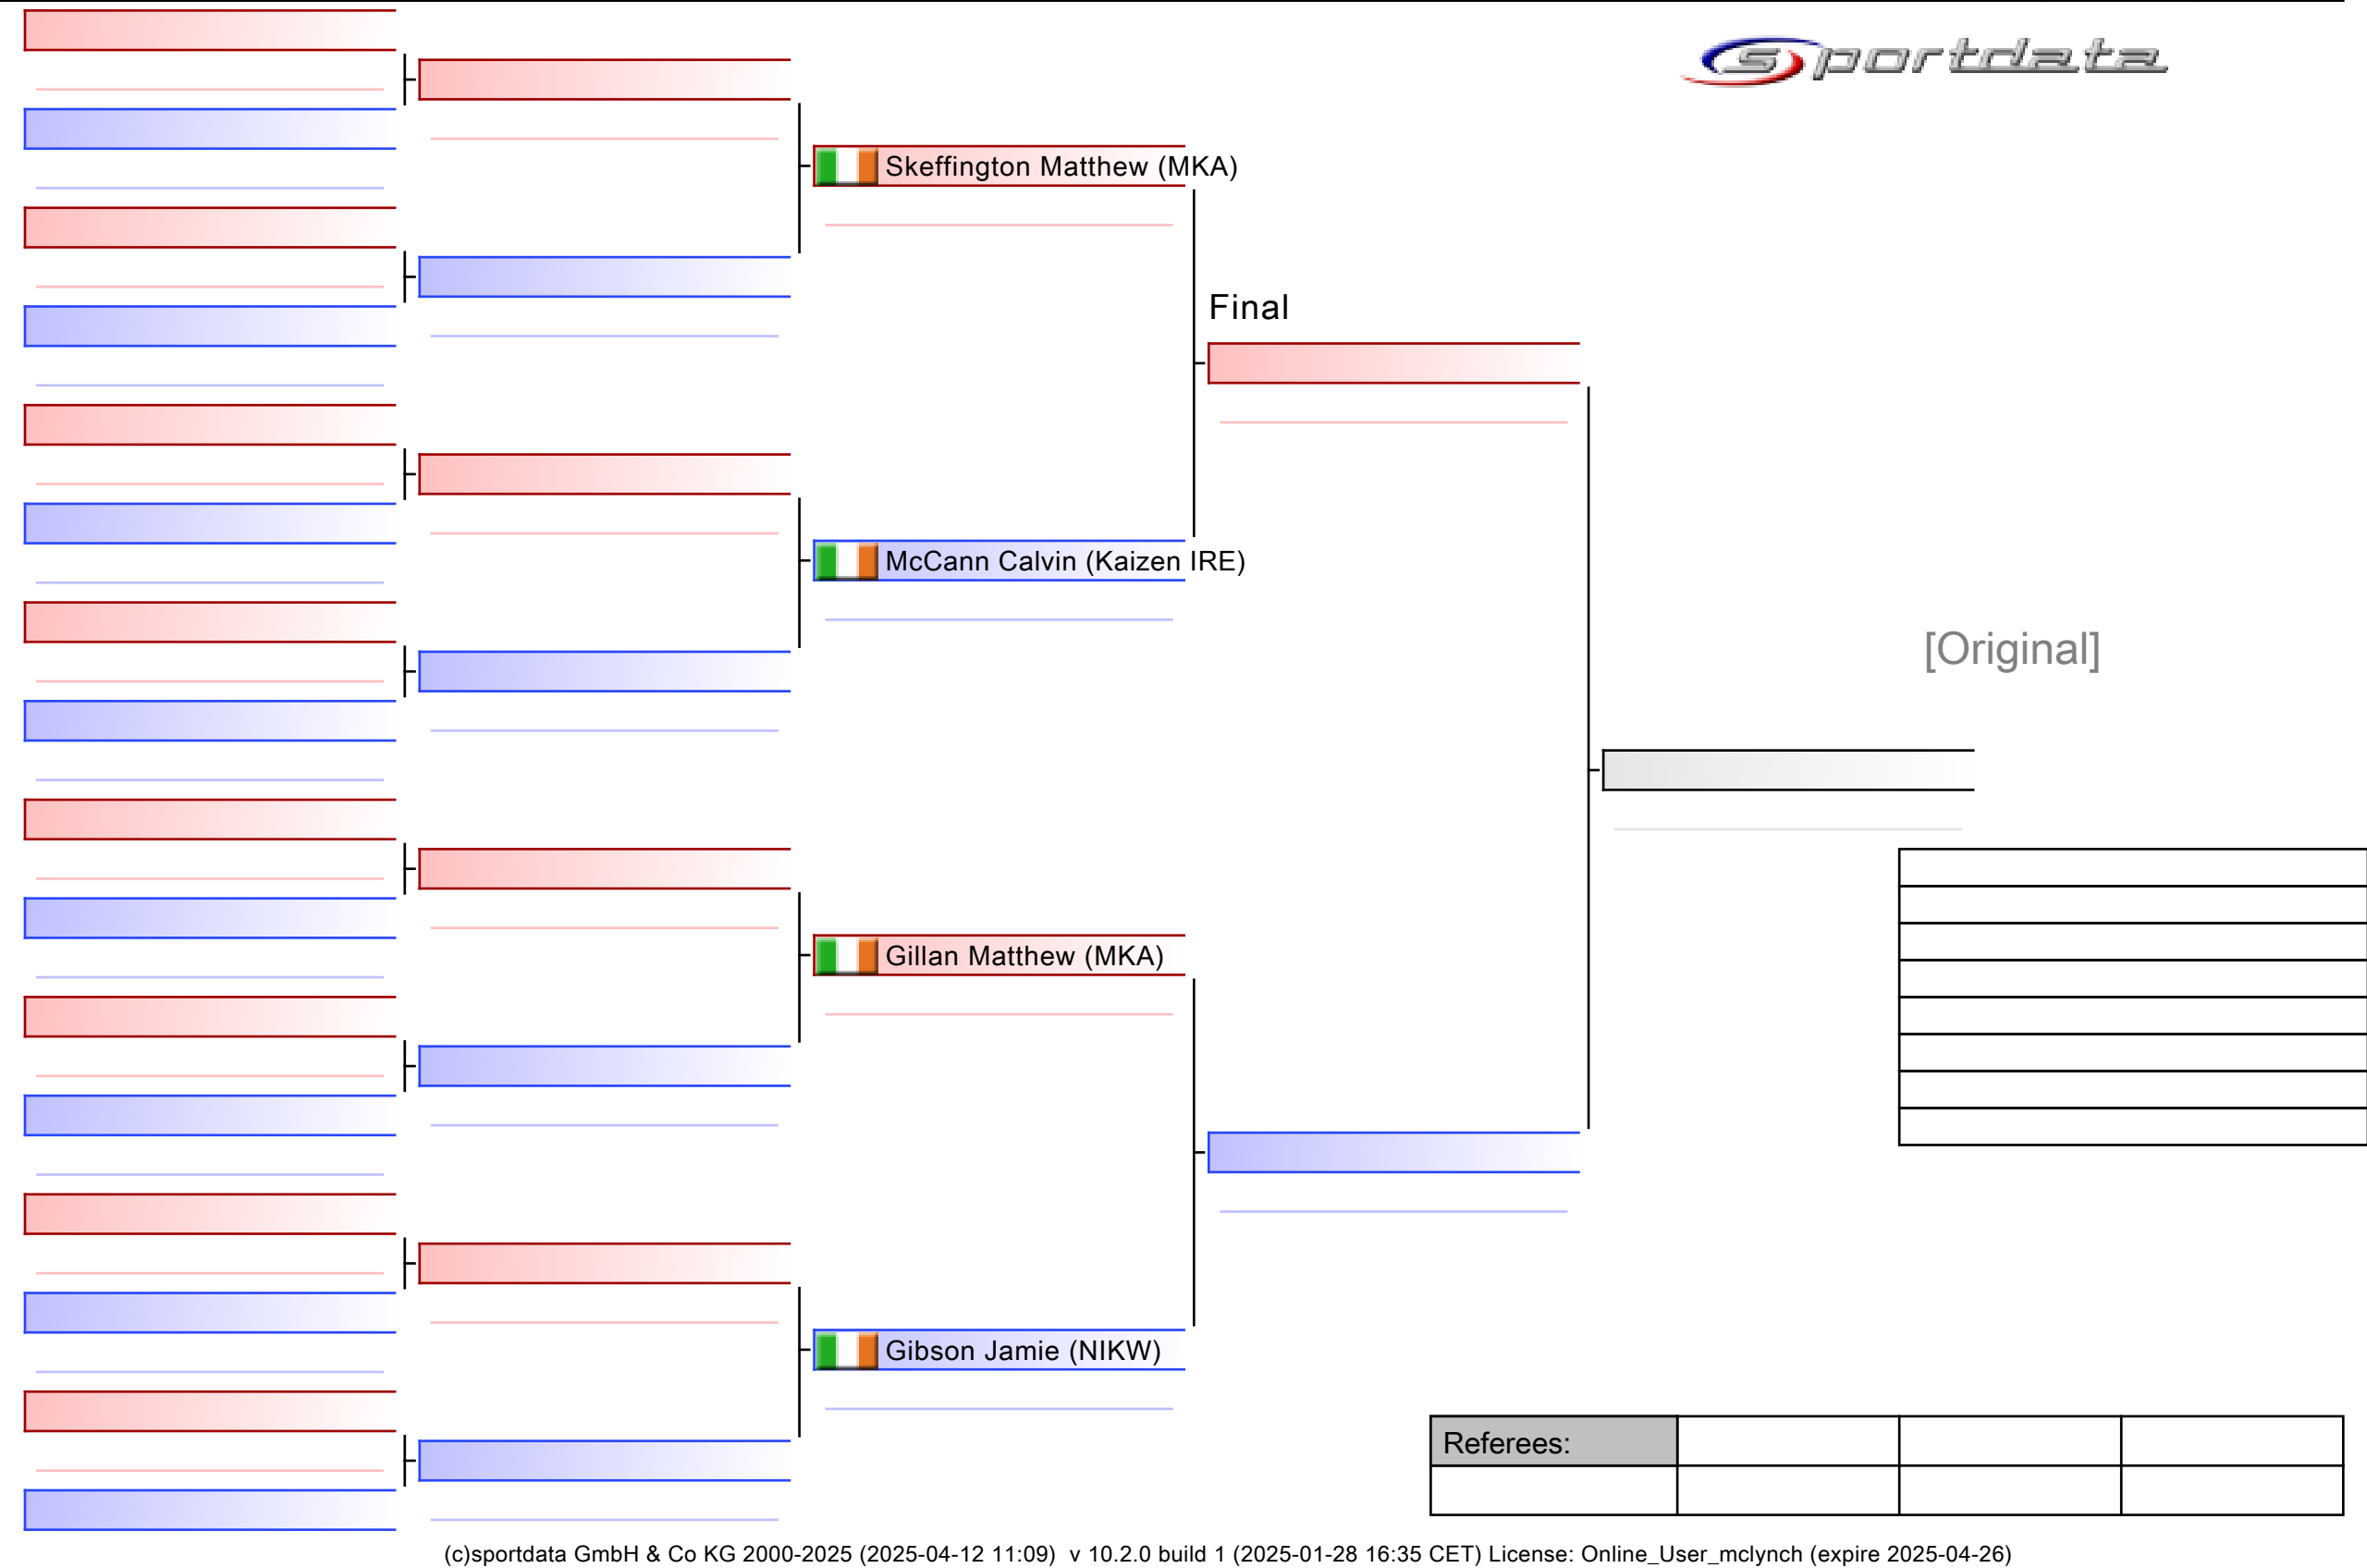 sportdata
Skeffington Matthew (MKA)
Final
McCann Calvin (Kaizen IRE)
[Original]
Gillan Matthew (MKA)
Gibson Jamie (NIKW)
Referees:
(c)sportdata GmbH & Co KG 2000-2025 (2025-04-12 11:09)  v 10.2.0 build 1 (2025-01-28 16:35 CET) License: Online_User_mclynch (expire 2025-04-26)